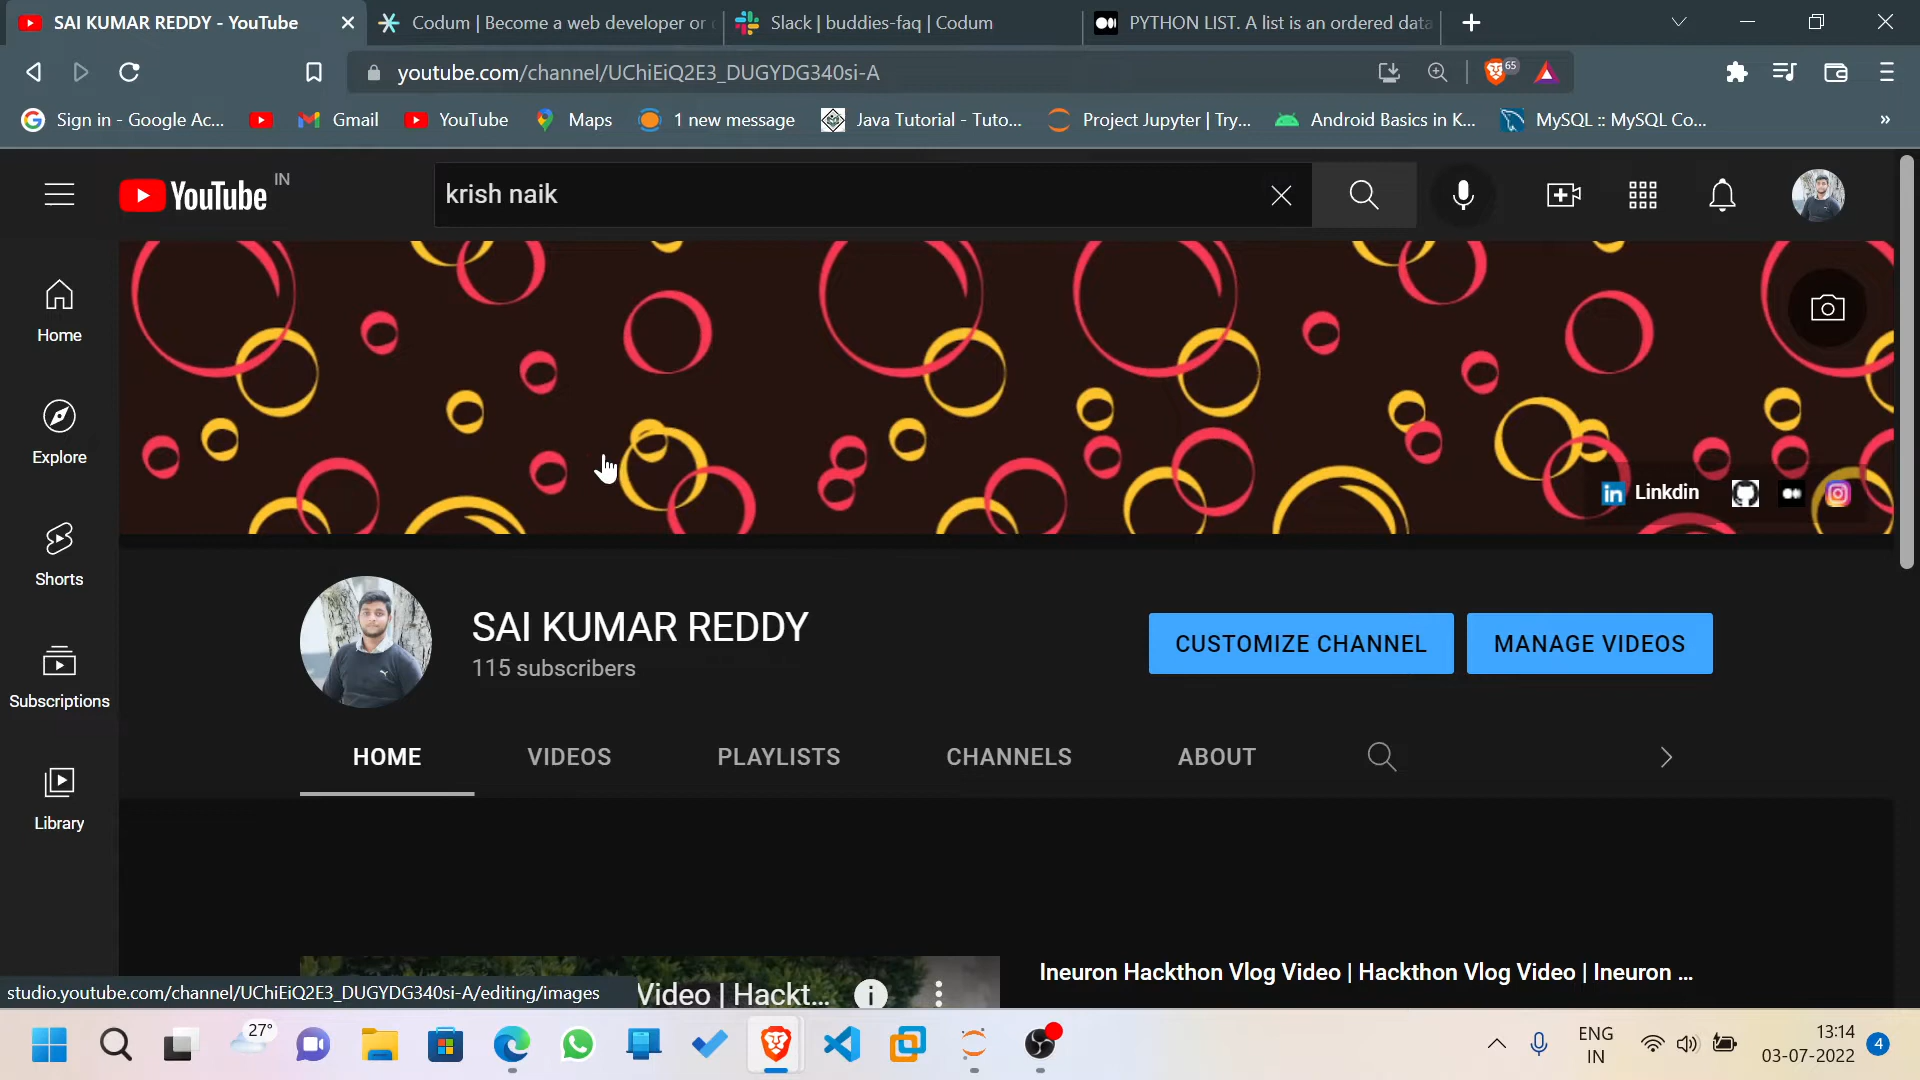 SAI KUMAR REDDY - YouTube
Codum | Become a web developer or
Slack | buddies-faq | Codum
PYTHON LIST. A list is an ordered data
youtube.com/channel/UChiEiQ2E3_DUGYDG340si-A
65
Sign in - Google Ac...
Gmail
YouTube
Maps
1 new message
Java Tutorial - Tuto...
Project Jupyter | Try...
Android Basics in K...
MySQL :: MySQL Co...
»
YouTube IN
krish naik
Home
Explore
Shorts
Subscriptions
Library
Linkdin
SAI KUMAR REDDY
115 subscribers
CUSTOMIZE CHANNEL
MANAGE VIDEOS
HOME
VIDEOS
PLAYLISTS
CHANNELS
ABOUT
Ineuron Hackthon Vlog Video | Hackthon Vlog Video | Ineuron ...
Video | Hackt...
studio.youtube.com/channel/UChiEiQ2E3_DUGYDG340si-A/editing/images
27°
ENG
IN
13:14
03-07-2022
4